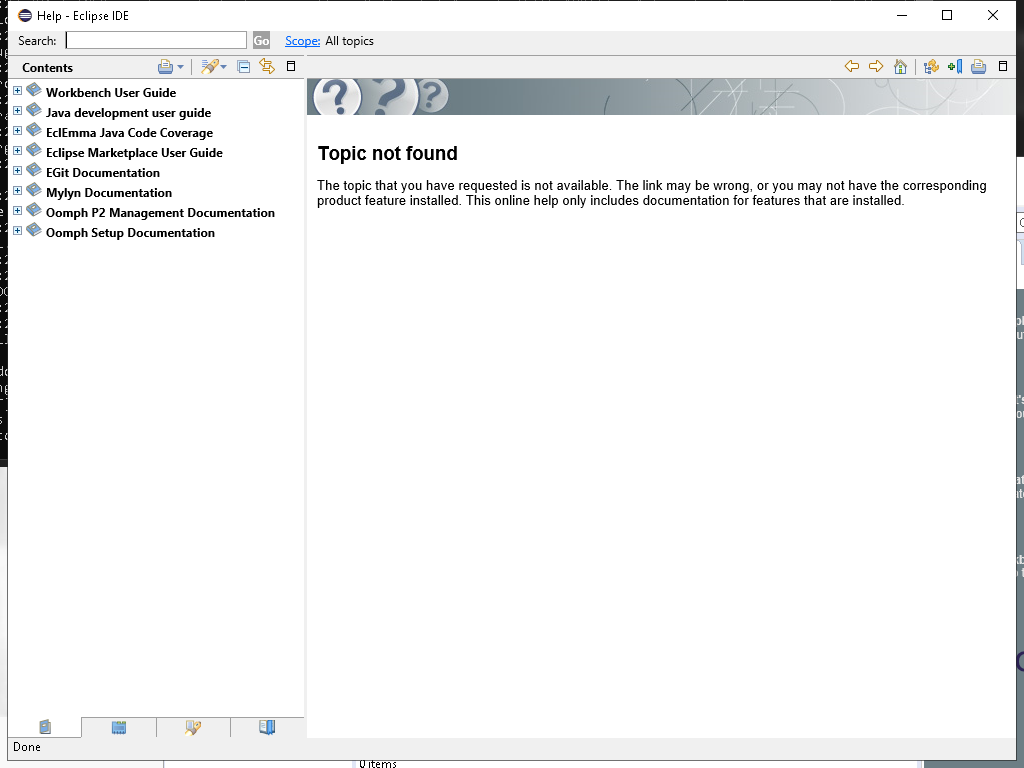 Help - Eclipse IDE
Search:
Go
Scope: All topics
Contents
Workbench User Guide
Java development user guide
EclEmma Java Code Coverage
Eclipse Marketplace User Guide
EGit Documentation
Mylyn Documentation
Oomph P2 Management Documentation
Oomph Setup Documentation
? ? ?
Topic not found
The topic that you have requested is not available. The link may be wrong, or you may not have the corresponding
product feature installed. This online help only includes documentation for features that are installed.
Done
0 items